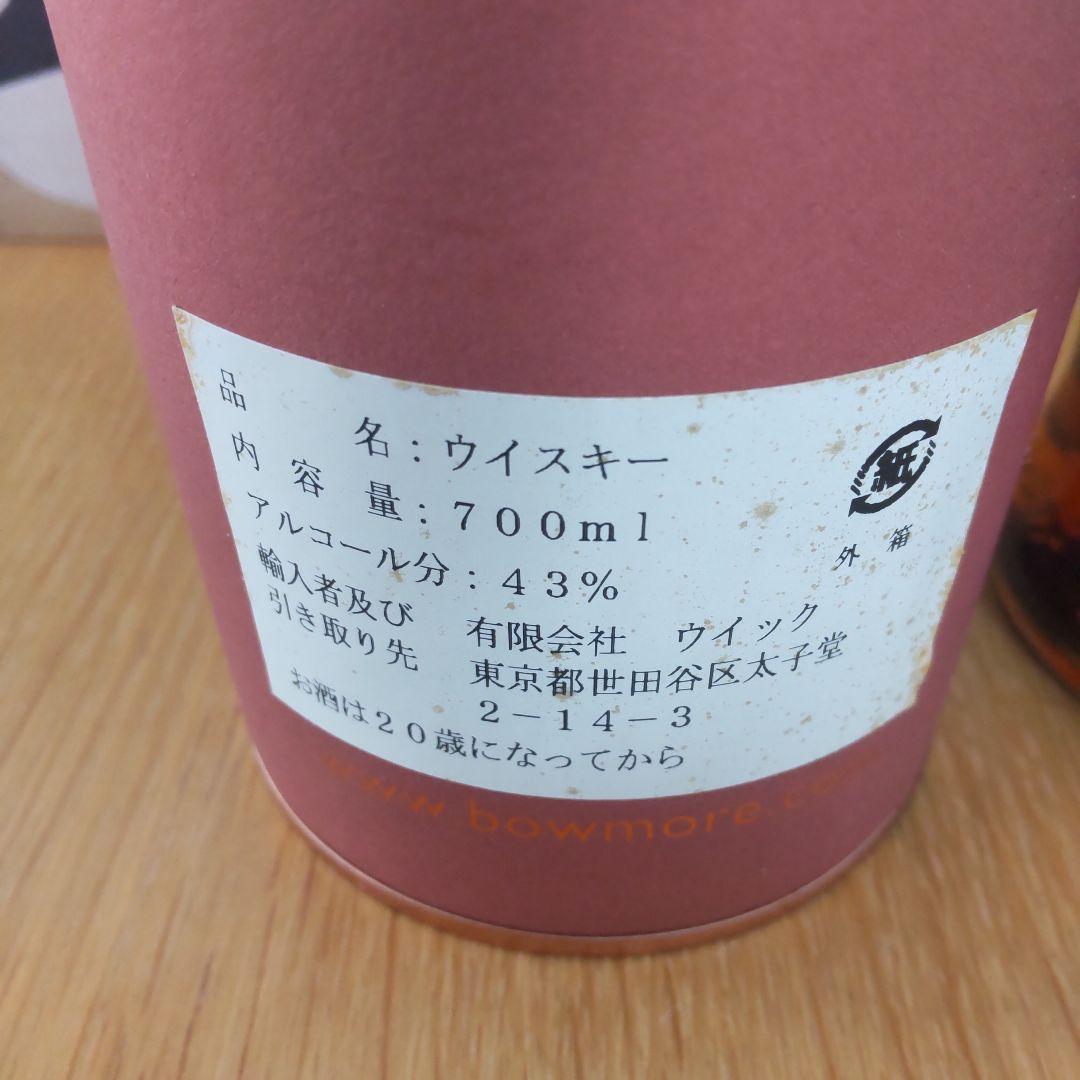 品名：ウイスキー
内容量：７００ｍｌ
アルコール分：４３％
輸入者及び 有限会社 ウイック
引き取り先 東京都世田谷区太子堂
２－１４－３
お酒は２０歳になってから
紙
外箱
www.bowmore.com